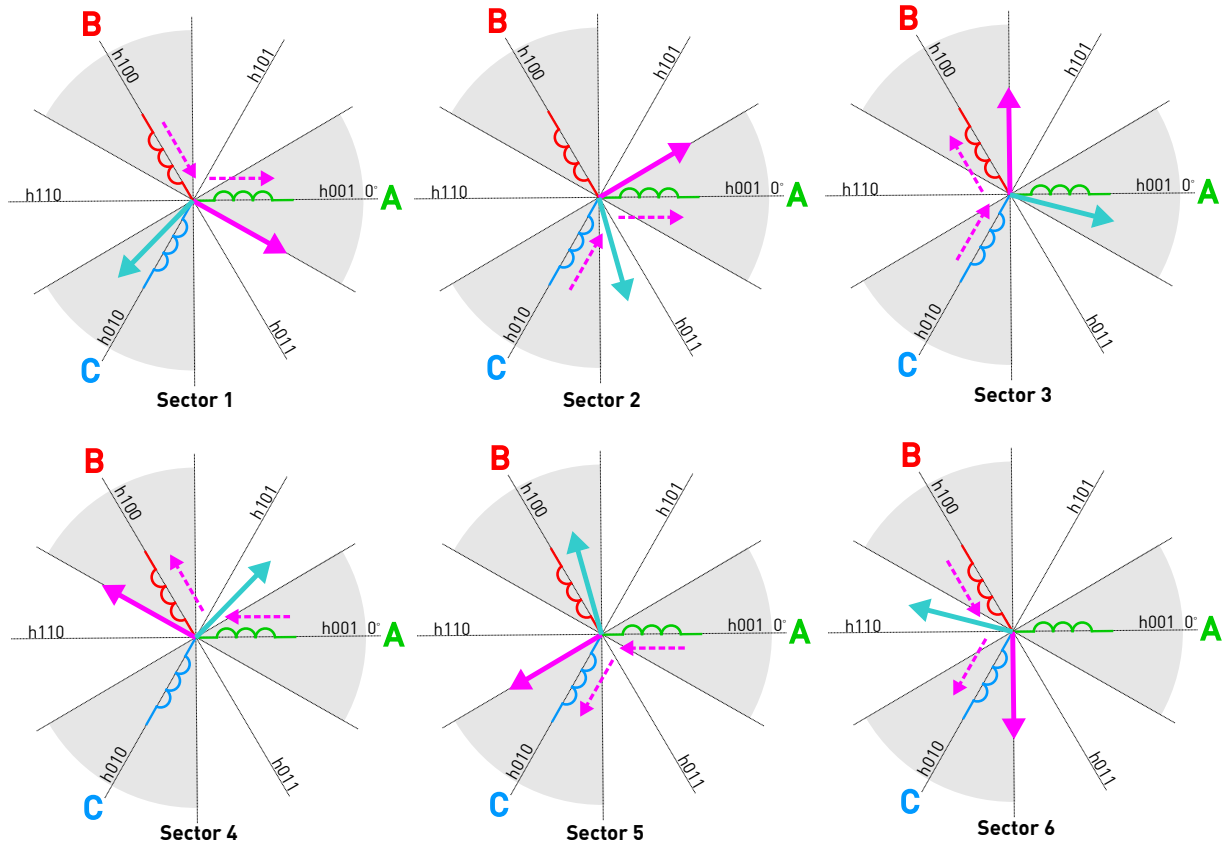 B
h100
h101
h110
h001 0°
A
h010
h011
C
Sector 1
B
h100
h101
h110
h001 0°
A
h010
h011
C
Sector 2
B
h100
h101
h110
h001 0°
A
h010
h011
C
Sector 3
B
h100
h101
h110
h001 0°
A
h010
h011
C
Sector 4
B
h100
h101
h110
h001 0°
A
h010
h011
C
Sector 5
B
h100
h101
h110
h001 0°
A
h010
h011
C
Sector 6